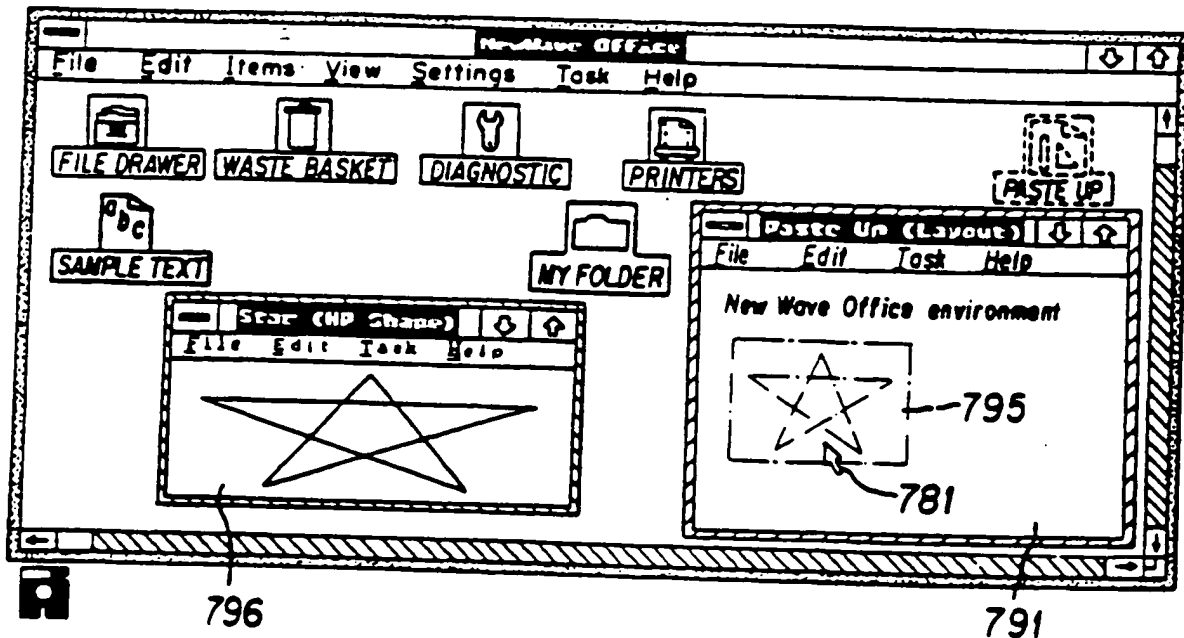 NewWave Office
File Edit Items View Settings Task Help
FILE DRAWER WASTE BASKET DIAGNOSTIC PRINTERS PASTE UP
abc
SAMPLE TEXT MY FOLDER
Paste Up (Layout)
File Edit Task Help
New Wave Office environment
Star (HP Shape)
File Edit Task Help
795
781
796
791